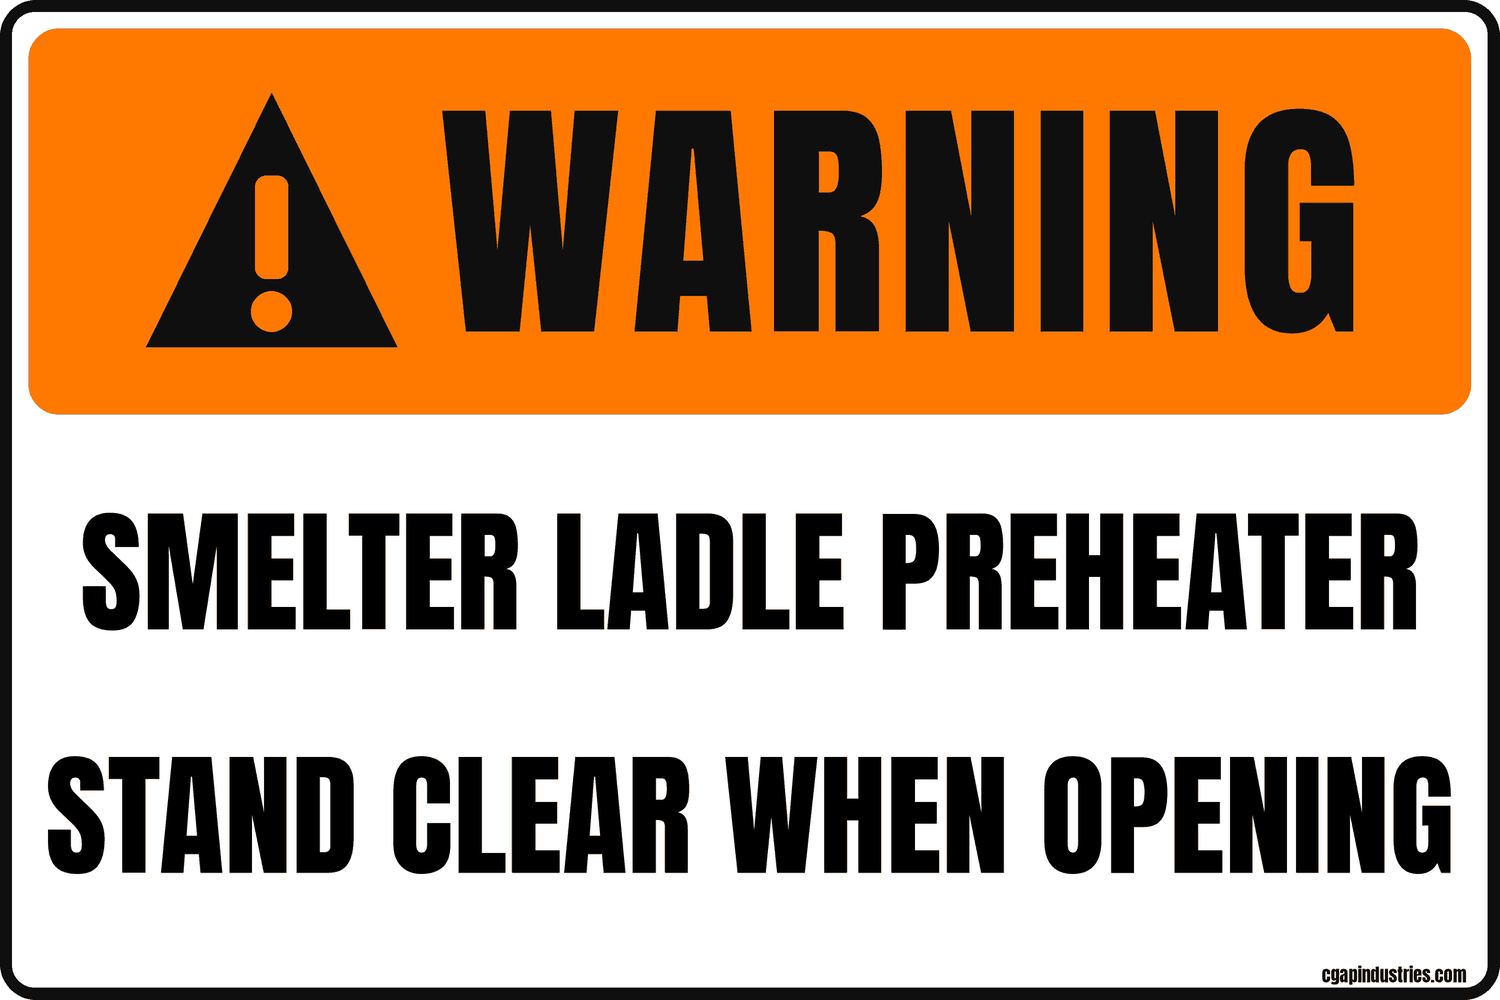 WARNING
SMELTER LADLE PREHEATER
STAND CLEAR WHEN OPENING
cgapindustries.com